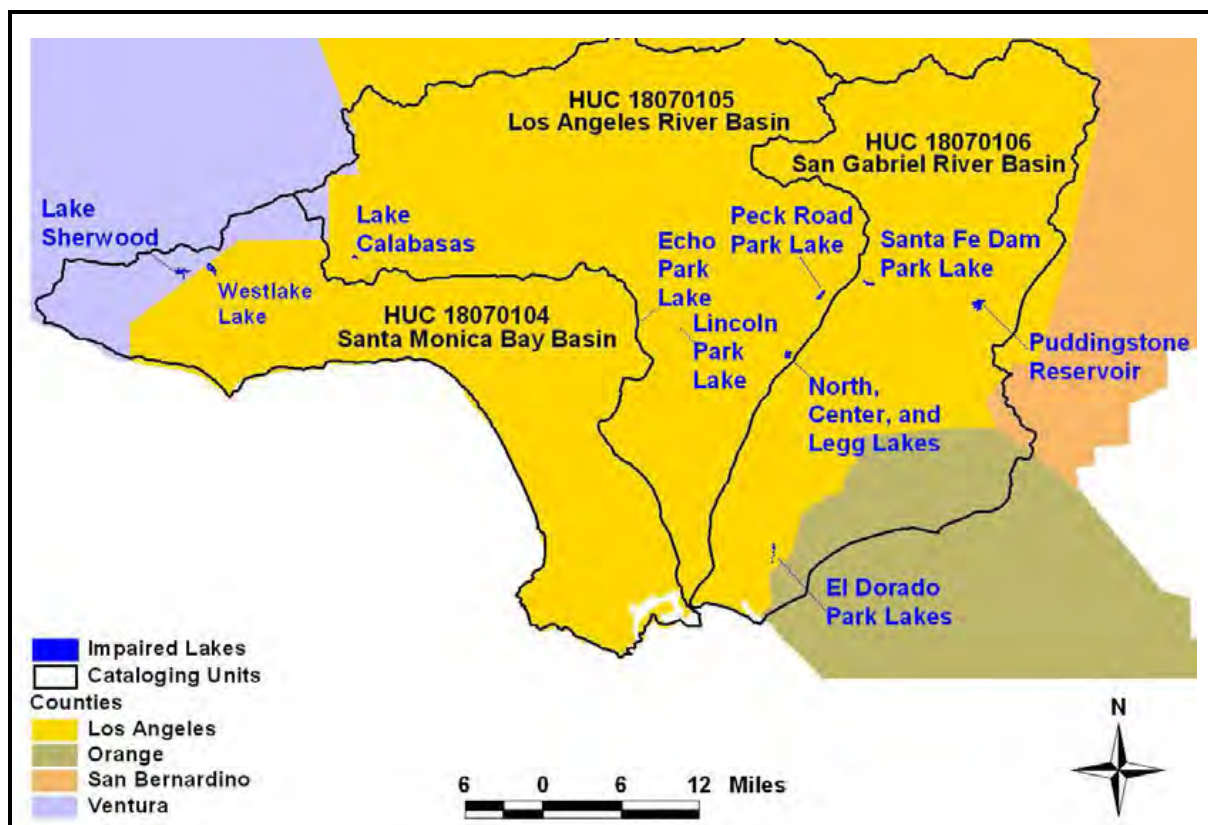 HUC 18070105
Los Angeles River Basin
HUC 18070106
San Gabriel River Basin
Lake
Sherwood
Lake
Calabasas
Westlake
Lake
HUC 18070104
Santa Monica Bay Basin
Echo
Park
Lake
Lincoln
Park
Lake
Peck Road
Park Lake
Santa Fe Dam
Park Lake
Puddingstone
Reservoir
North,
Center, and
Legg Lakes
El Dorado
Park Lakes
Impaired Lakes
Cataloging Units
Counties
Los Angeles
Orange
San Bernardino
Ventura
6 0 6 12 Miles
N